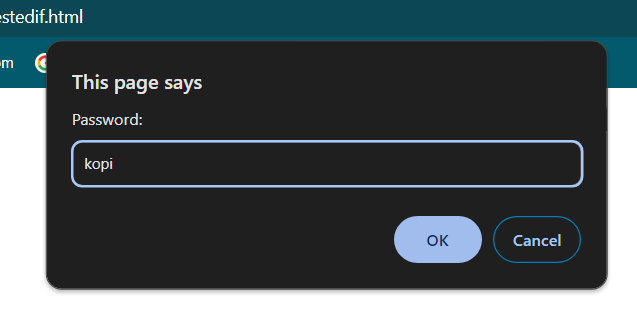 estedif.html
om
This page says
Password:
kopi
OK
Cancel